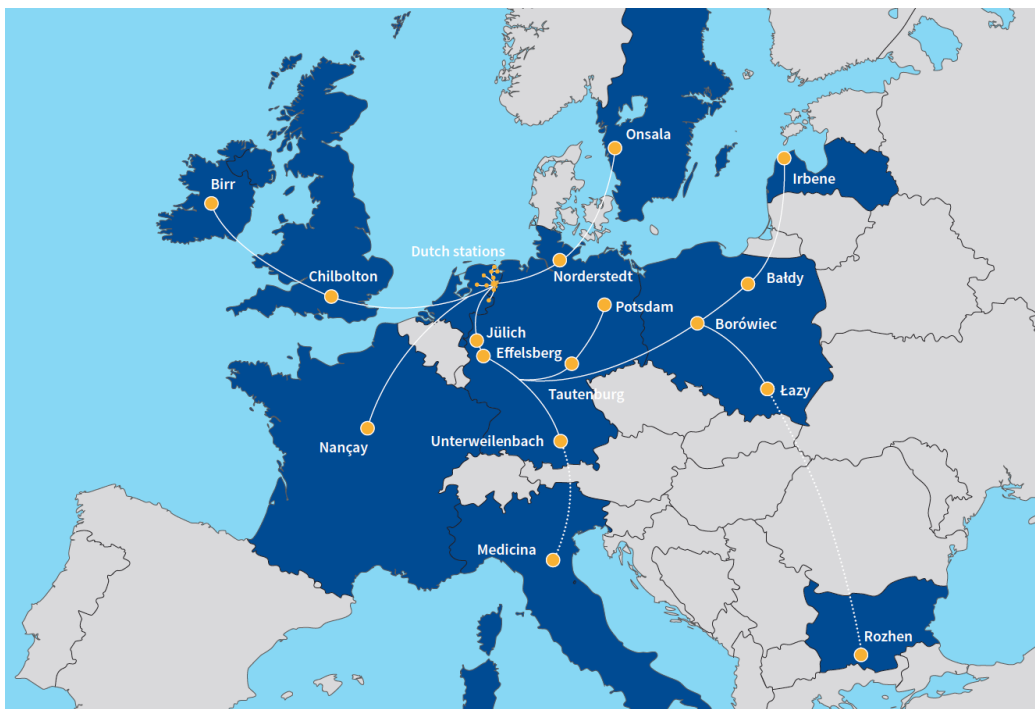 Onsala
Irbene
Birr
Dutch stations
Chilbolton
Norderstedt
Bałdy
Potsdam
Borówiec
Jülich
Effelsberg
Tautenburg
Łazy
Nançay
Unterweilenbach
Medicina
Rozhen